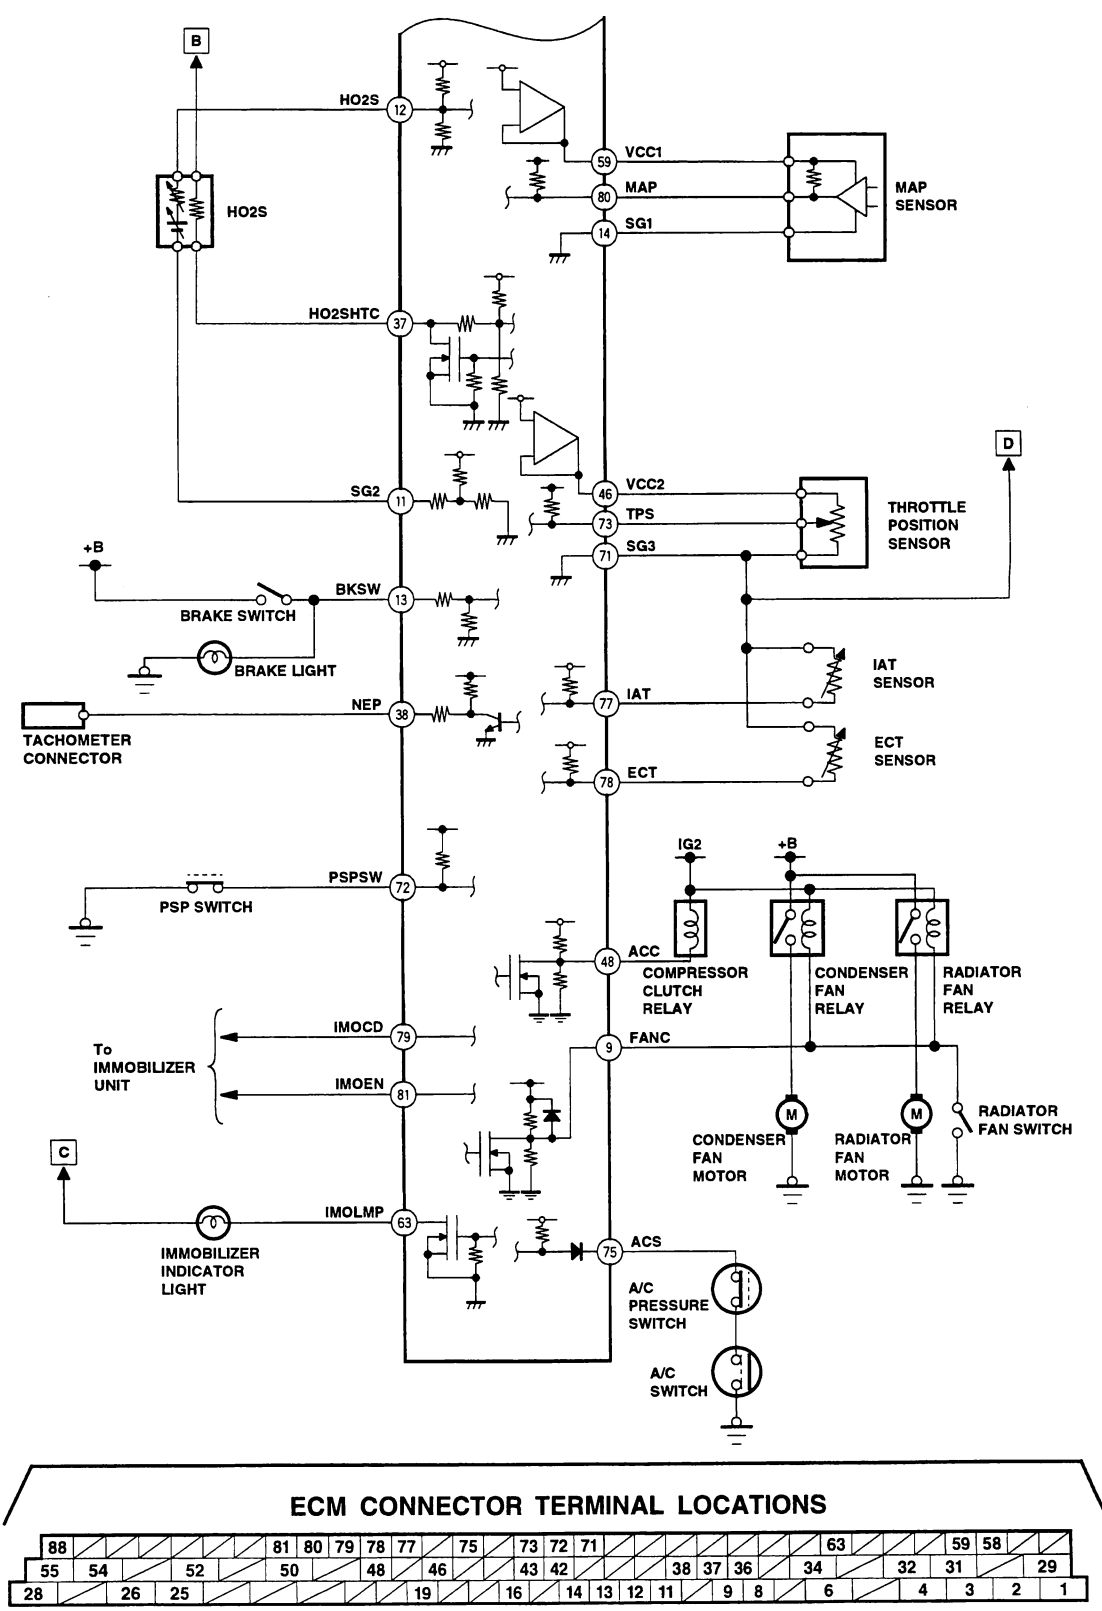 B
HO2S
12
VCC1
59
MAP
80
MAP
SENSOR
SG1
14
HO2S
HO2SHTC
37
D
SG2
11
VCC2
46
TPS
73
THROTTLE
POSITION
SENSOR
SG3
71
+B
BKSW
13
BRAKE SWITCH
BRAKE LIGHT
IAT
SENSOR
IAT
77
NEP
38
TACHOMETER
CONNECTOR
ECT
SENSOR
ECT
78
IG2
+B
PSPSW
72
PSP SWITCH
ACC
48
COMPRESSOR
CLUTCH
RELAY
CONDENSER
FAN
RELAY
RADIATOR
FAN
RELAY
IMOCD
79
To
IMMOBILIZER
UNIT
IMOEN
81
FANC
9
M
M
CONDENSER
FAN
MOTOR
RADIATOR
FAN
MOTOR
RADIATOR
FAN SWITCH
C
IMOLMP
63
IMMOBILIZER
INDICATOR
LIGHT
ACS
75
A/C
PRESSURE
SWITCH
A/C
SWITCH
ECM CONNECTOR TERMINAL LOCATIONS
88 81 80 79 78 77 75 73 72 71 63 59 58
55 54 52 50 48 46 43 42 38 37 36 34 32 31 29
28 26 25 19 16 14 13 12 11 9 8 6 4 3 2 1